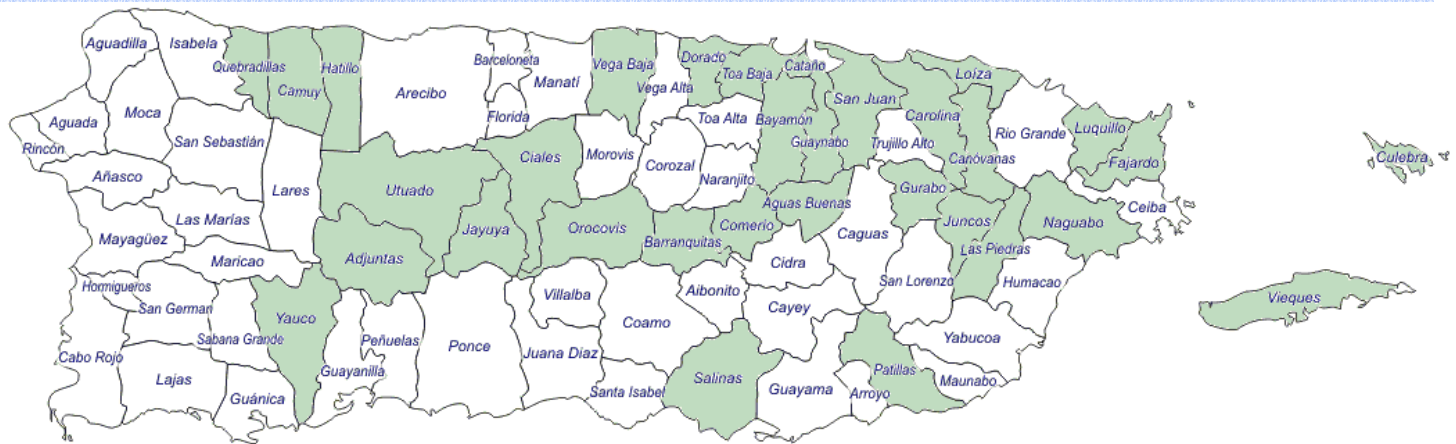 Aguadilla
Isabela
Quebradillas
Camuy
Hatillo
Arecibo
Barceloneta
Manatí
Florida
Vega Baja
Vega Alta
Dorado
Toa Baja
Cataño
Toa Alta
Bayamón
Guaynabo
San Juan
Trujillo Alto
Carolina
Loíza
Canóvanas
Rio Grande
Luquillo
Fajardo
Culebra
Aguada
Moca
Rincón
San Sebastián
Añasco
Lares
Utuado
Ciales
Morovis
Corozal
Naranjito
Aguas Buenas
Gurabo
Juncos
Las Piedras
Naguabo
Ceiba
Las Marías
Mayagüez
Maricao
Adjuntas
Jayuya
Orocovis
Barranquitas
Comerío
Caguas
Cidra
San Lorenzo
Humacao
Hormigueros
San German
Sabana Grande
Yauco
Villalba
Aibonito
Cayey
Coamo
Vieques
Cabo Rojo
Lajas
Guánica
Guayanilla
Peñuelas
Ponce
Juana Diaz
Santa Isabel
Salinas
Guayama
Arroyo
Patillas
Yabucoa
Maunabo